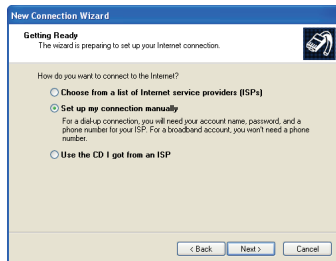 New Connection Wizard
Getting Ready
The wizard is preparing to set up your Internet connection.
How do you want to connect to the Internet?
Choose from a list of Internet service providers (ISPs)
Set up my connection manually
For a dial-up connection, you will need your account name, password, and a
phone number for your ISP. For a broadband account, you won't need a phone
number.
Use the CD I got from an ISP
< Back
Next >
Cancel